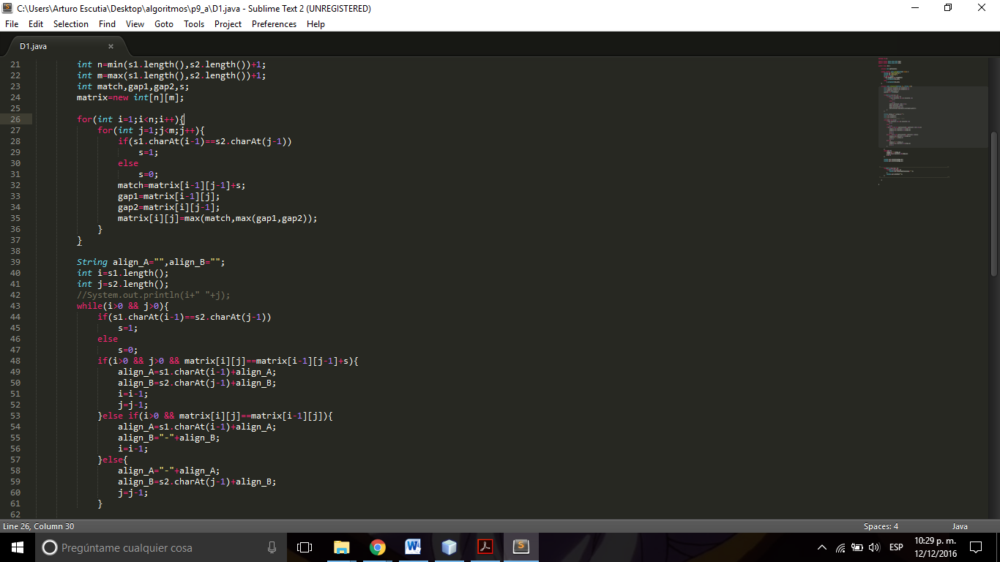 C:\Users\Arturo Escutia\Desktop\algoritmos\p9_a\D1.java - Sublime Text 2 (UNREGISTERED)
File Edit Selection Find View Goto Tools Project Preferences Help
D1.java ×
21 int n=min(s1.length(),s2.length())+1;
22 int m=max(s1.length(),s2.length())+1;
23 int match,gap1,gap2,s;
24 matrix=new int[n][m];
25
26 for(int i=1;i<n;i++){
27 for(int j=1;j<m;j++){
28 if(s1.charAt(i-1)==s2.charAt(j-1))
29 s=1;
30 else
31 s=0;
32 match=matrix[i-1][j-1]+s;
33 gap1=matrix[i-1][j];
34 gap2=matrix[i][j-1];
35 matrix[i][j]=max(match,max(gap1,gap2));
36 }
37 }
38
39 String align_A="",align_B="";
40 int i=s1.length();
41 int j=s2.length();
42 //System.out.println(i+" "+j);
43 while(i>0 && j>0){
44 if(s1.charAt(i-1)==s2.charAt(j-1))
45 s=1;
46 else
47 s=0;
48 if(i>0 && j>0 && matrix[i][j]==matrix[i-1][j-1]+s){
49 align_A=s1.charAt(i-1)+align_A;
50 align_B=s2.charAt(j-1)+align_B;
51 i=i-1;
52 j=j-1;
53 }else if(i>0 && matrix[i][j]==matrix[i-1][j]){
54 align_A=s1.charAt(i-1)+align_A;
55 align_B="-"+align_B;
56 i=i-1;
57 }else{
58 align_A="-"+align_A;
59 align_B=s2.charAt(j-1)+align_B;
60 j=j-1;
61 }
62
Line 26, Column 30 Spaces: 4 Java
Pregúntame cualquier cosa ESP 10:29 p. m.
12/12/2016